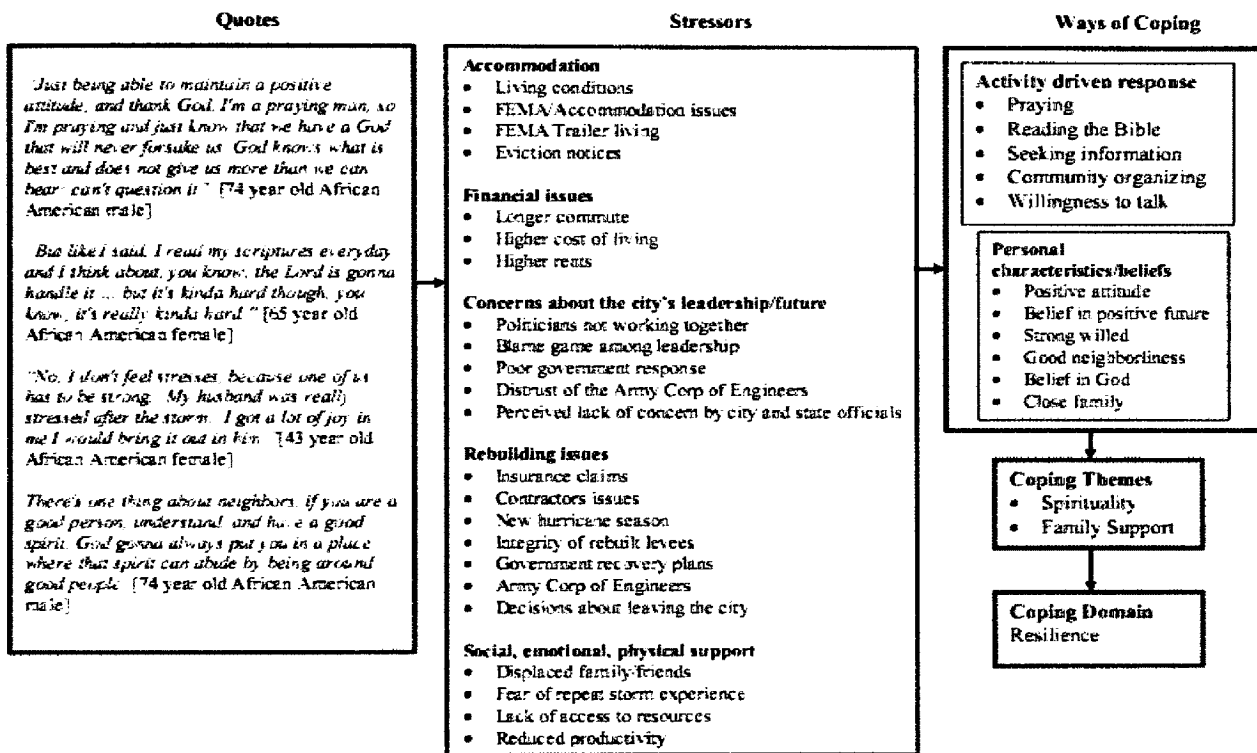 Quotes
"Just being able to maintain a positive
attitude, and thank God. I'm a praying man, so
I'm praying and just know that we have a God
that will never forsake us. God knows what is
best and does not give us more than we can
bear; can't question it." [74 year old African
American male]
But like I said, I read my scriptures everyday
and I think about, you know, the Lord is gonna
handle it ... but it's kinda hard though, you
know, it's really kinda hard." [65 year old
African American female]
"No, I don't feel stresses, because one of us
has to be strong. My husband was really
stressed after the storm. I got a lot of joy in
me I would bring it out in him. [43 year old
African American female]
There's one thing about neighbors, if you are a
good person, understand, and have a good
spirit, God gonna always put you in a place
where that spirit can abide by being around
good people. [74 year old African American
male]
Stressors
Accommodation
• Living conditions
• FEMA/Accommodation issues
• FEMA Trailer living
• Eviction notices
Financial issues
• Longer commute
• Higher cost of living
• Higher rents
Concerns about the city's leadership/future
• Politicians not working together
• Blame game among leadership
• Poor government response
• Distrust of the Army Corp of Engineers
• Perceived lack of concern by city and state officials
Rebuilding issues
• Insurance claims
• Contractors issues
• New hurricane season
• Integrity of rebuilt levees
• Government recovery plans
• Army Corp of Engineers
• Decisions about leaving the city
Social, emotional, physical support
• Displaced family/friends
• Fear of repeat storm experience
• Lack of access to resources
• Reduced productivity
Ways of Coping
Activity driven response
• Praying
• Reading the Bible
• Seeking information
• Community organizing
• Willingness to talk
Personal
characteristics/beliefs
• Positive attitude
• Belief in positive future
• Strong willed
• Good neighborliness
• Belief in God
• Close family
Coping Themes
• Spirituality
• Family Support
Coping Domain
Resilience